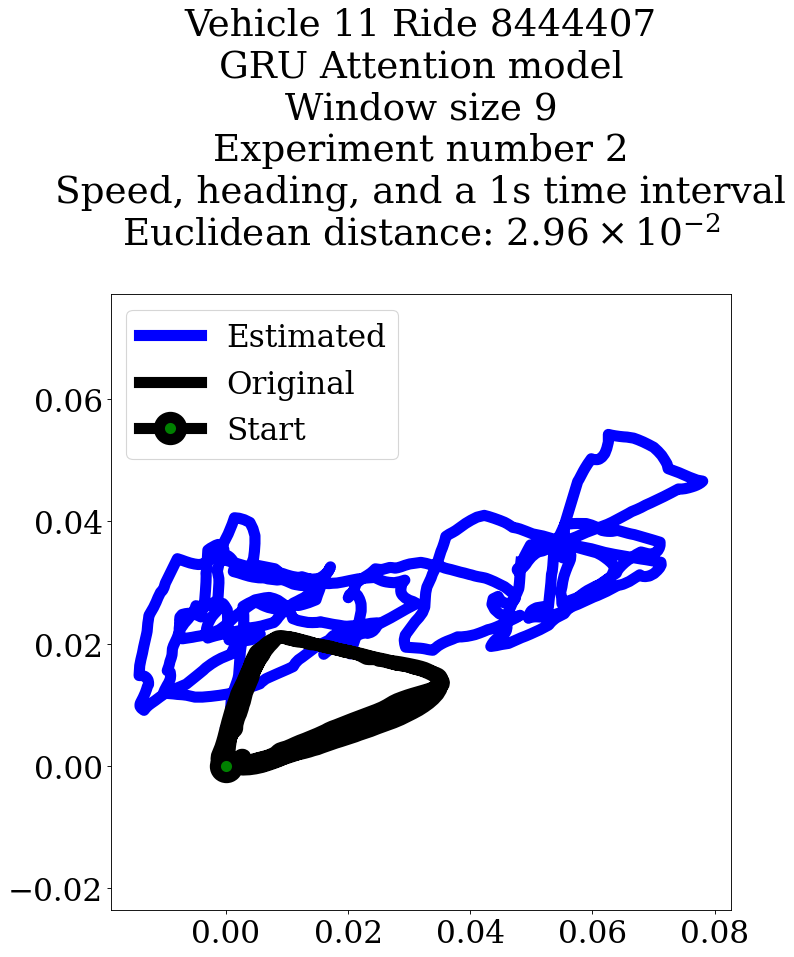 Vehicle 11 Ride 8444407
GRU Attention model
Window size 9
Experiment number 2
Speed, heading, and a 1s time interval
Euclidean distance: 2.96 × 10⁻²
Estimated
Original
Start
0.06
0.04
0.02
0.00
−0.02
0.00 0.02 0.04 0.06 0.08